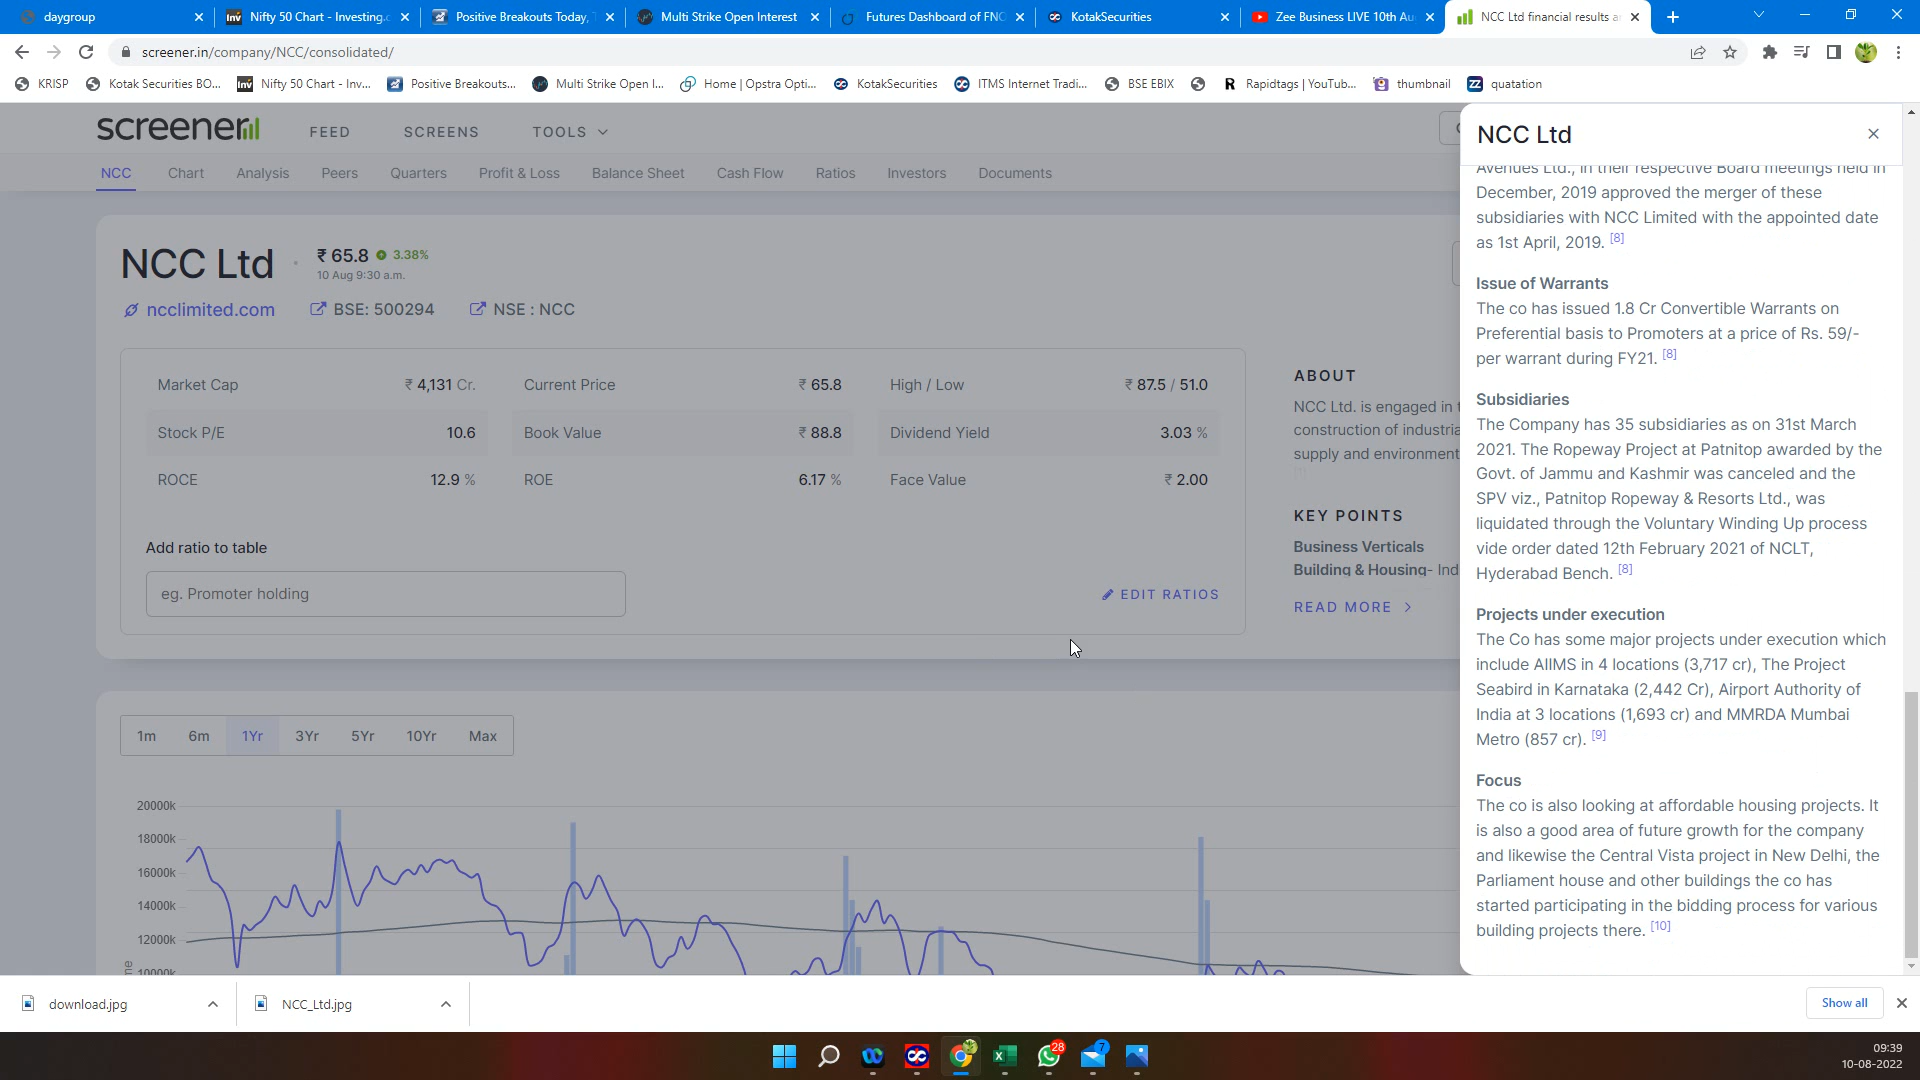 daygroup
Nifty 50 Chart - Investing.c
Positive Breakouts Today,
Multi Strike Open Interest
Futures Dashboard of FNO
KotakSecurities
Zee Business LIVE 10th Au
NCC Ltd financial results a
screener.in/company/NCC/consolidated/
KRISP
Kotak Securities BO...
Nifty 50 Chart - Inv...
Positive Breakouts...
Multi Strike Open I...
Home | Opstra Opti...
KotakSecurities
ITMS Internet Tradi...
BSE EBIX
Rapidtags | YouTub...
thumbnail
quatation
screener
FEED
SCREENS
TOOLS
NCC
Chart
Analysis
Peers
Quarters
Profit & Loss
Balance Sheet
Cash Flow
Ratios
Investors
Documents
NCC Ltd
₹ 65.8
3.38%
10 Aug 9:30 a.m.
ncclimited.com
BSE: 500294
NSE : NCC
Market Cap ₹ 4,131 Cr.
Current Price ₹ 65.8
High / Low ₹ 87.5 / 51.0
Stock P/E 10.6
Book Value ₹ 88.8
Dividend Yield 3.03 %
ROCE 12.9 %
ROE 6.17 %
Face Value ₹ 2.00
Add ratio to table
eg. Promoter holding
EDIT RATIOS
ABOUT
NCC Ltd. is engaged in t
construction of industria
supply and environment
[1]
KEY POINTS
Business Verticals
Building & Housing- Ind
READ MORE
1m
6m
1Yr
3Yr
5Yr
10Yr
Max
20000k
18000k
16000k
14000k
12000k
10000k
NCC Ltd
Avenues Ltd., in their respective Board meetings held in
December, 2019 approved the merger of these
subsidiaries with NCC Limited with the appointed date
as 1st April, 2019. [8]
Issue of Warrants
The co has issued 1.8 Cr Convertible Warrants on
Preferential basis to Promoters at a price of Rs. 59/-
per warrant during FY21. [8]
Subsidiaries
The Company has 35 subsidiaries as on 31st March
2021. The Ropeway Project at Patnitop awarded by the
Govt. of Jammu and Kashmir was canceled and the
SPV viz., Patnitop Ropeway & Resorts Ltd., was
liquidated through the Voluntary Winding Up process
vide order dated 12th February 2021 of NCLT,
Hyderabad Bench. [8]
Projects under execution
The Co has some major projects under execution which
include AIIMS in 4 locations (3,717 cr), The Project
Seabird in Karnataka (2,442 Cr), Airport Authority of
India at 3 locations (1,693 cr) and MMRDA Mumbai
Metro (857 cr). [9]
Focus
The co is also looking at affordable housing projects. It
is also a good area of future growth for the company
and likewise the Central Vista project in New Delhi, the
Parliament house and other buildings the co has
started participating in the bidding process for various
building projects there. [10]
download.jpg
NCC_Ltd.jpg
Show all
28
7
09:39
10-08-2022